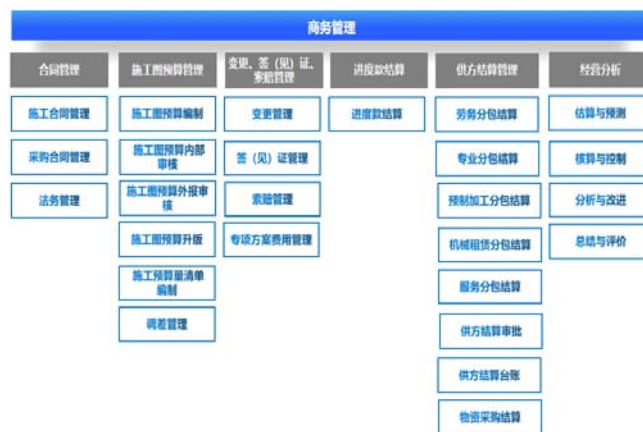 商务管理
合同管理
施工合同管理
采购合同管理
法务管理
施工图预算管理
施工图预算编制
施工图预算内部
审核
施工图预算外报审
核
施工图预算升版
施工预算量清单
编制
调差管理
变更、签（见）证、
索赔管理
变更管理
签（见）证管理
索赔管理
专项方案费用管理
进度款结算
进度款结算
供方结算管理
劳务分包结算
专业分包结算
预制加工分包结算
机械租赁分包结算
服务分包结算
供方结算审批
供方结算台账
物资采购结算
经营分析
估算与预测
核算与控制
分析与改进
总结与评价